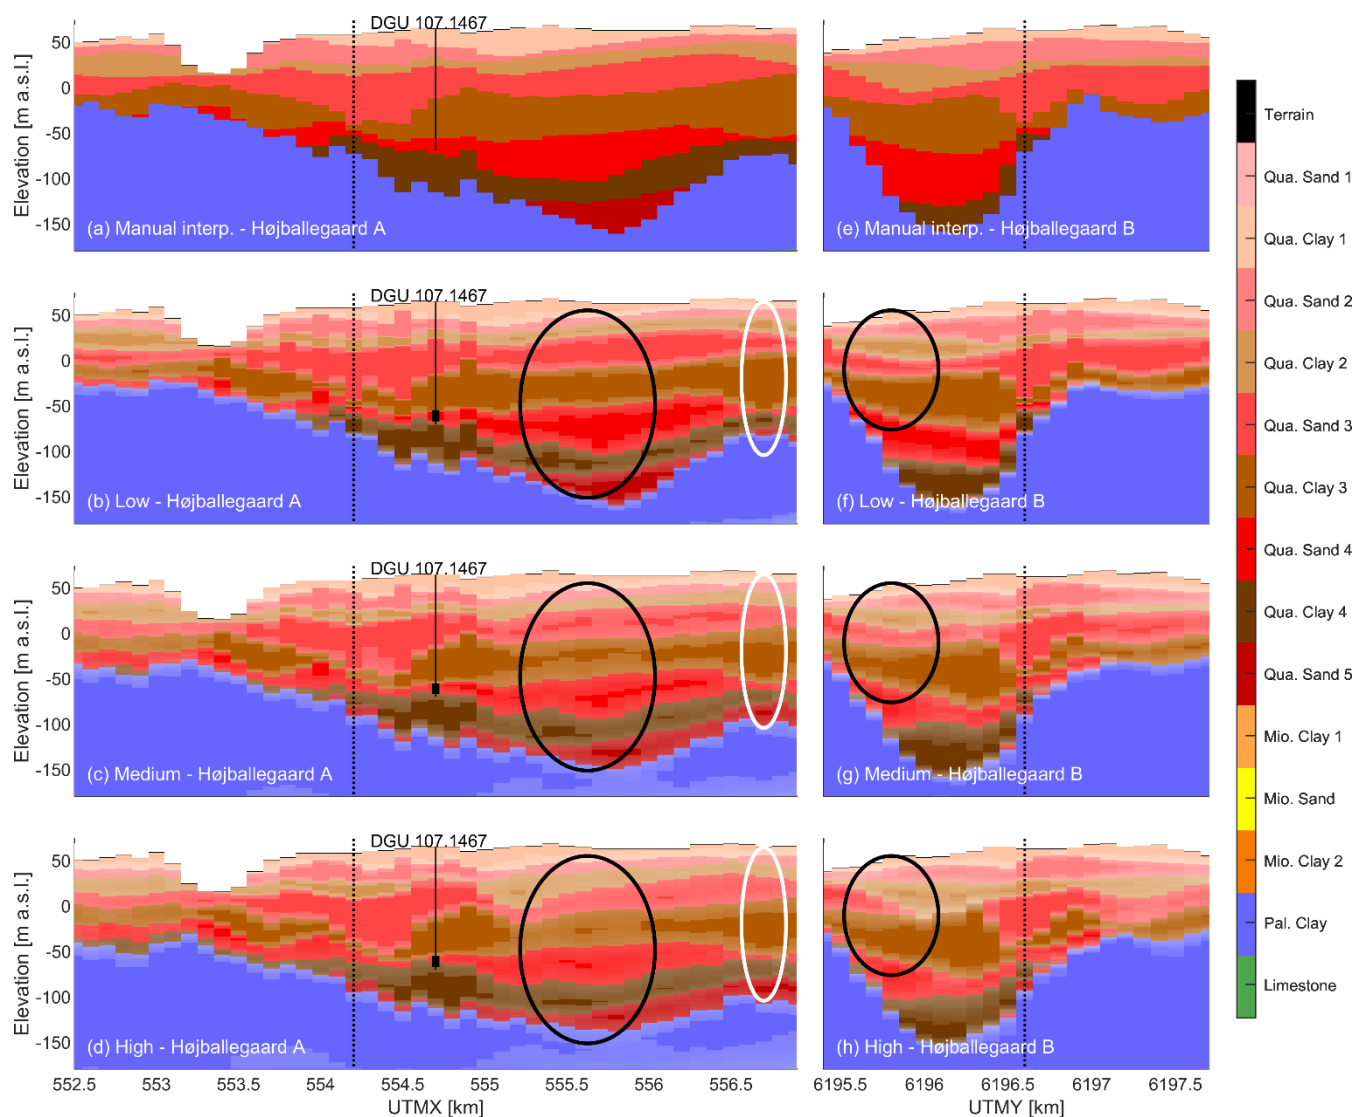 DGU 107.1467
Elevation [m a.s.l.]
50
0
-50
-100
-150
(a) Manual interp. - Højballegaard A
(e) Manual interp. - Højballegaard B
DGU 107.1467
Elevation [m a.s.l.]
50
0
-50
-100
-150
(b) Low - Højballegaard A
(f) Low - Højballegaard B
DGU 107.1467
Elevation [m a.s.l.]
50
0
-50
-100
-150
(c) Medium - Højballegaard A
(g) Medium - Højballegaard B
DGU 107.1467
Elevation [m a.s.l.]
50
0
-50
-100
-150
(d) High - Højballegaard A
(h) High - Højballegaard B
552.5 553 553.5 554 554.5 555 555.5 556 556.5
UTMX [km]
6195.5 6196 6196.5 6197 6197.5
UTMY [km]
Terrain
Qua. Sand 1
Qua. Clay 1
Qua. Sand 2
Qua. Clay 2
Qua. Sand 3
Qua. Clay 3
Qua. Sand 4
Qua. Clay 4
Qua. Sand 5
Mio. Clay 1
Mio. Sand
Mio. Clay 2
Pal. Clay
Limestone